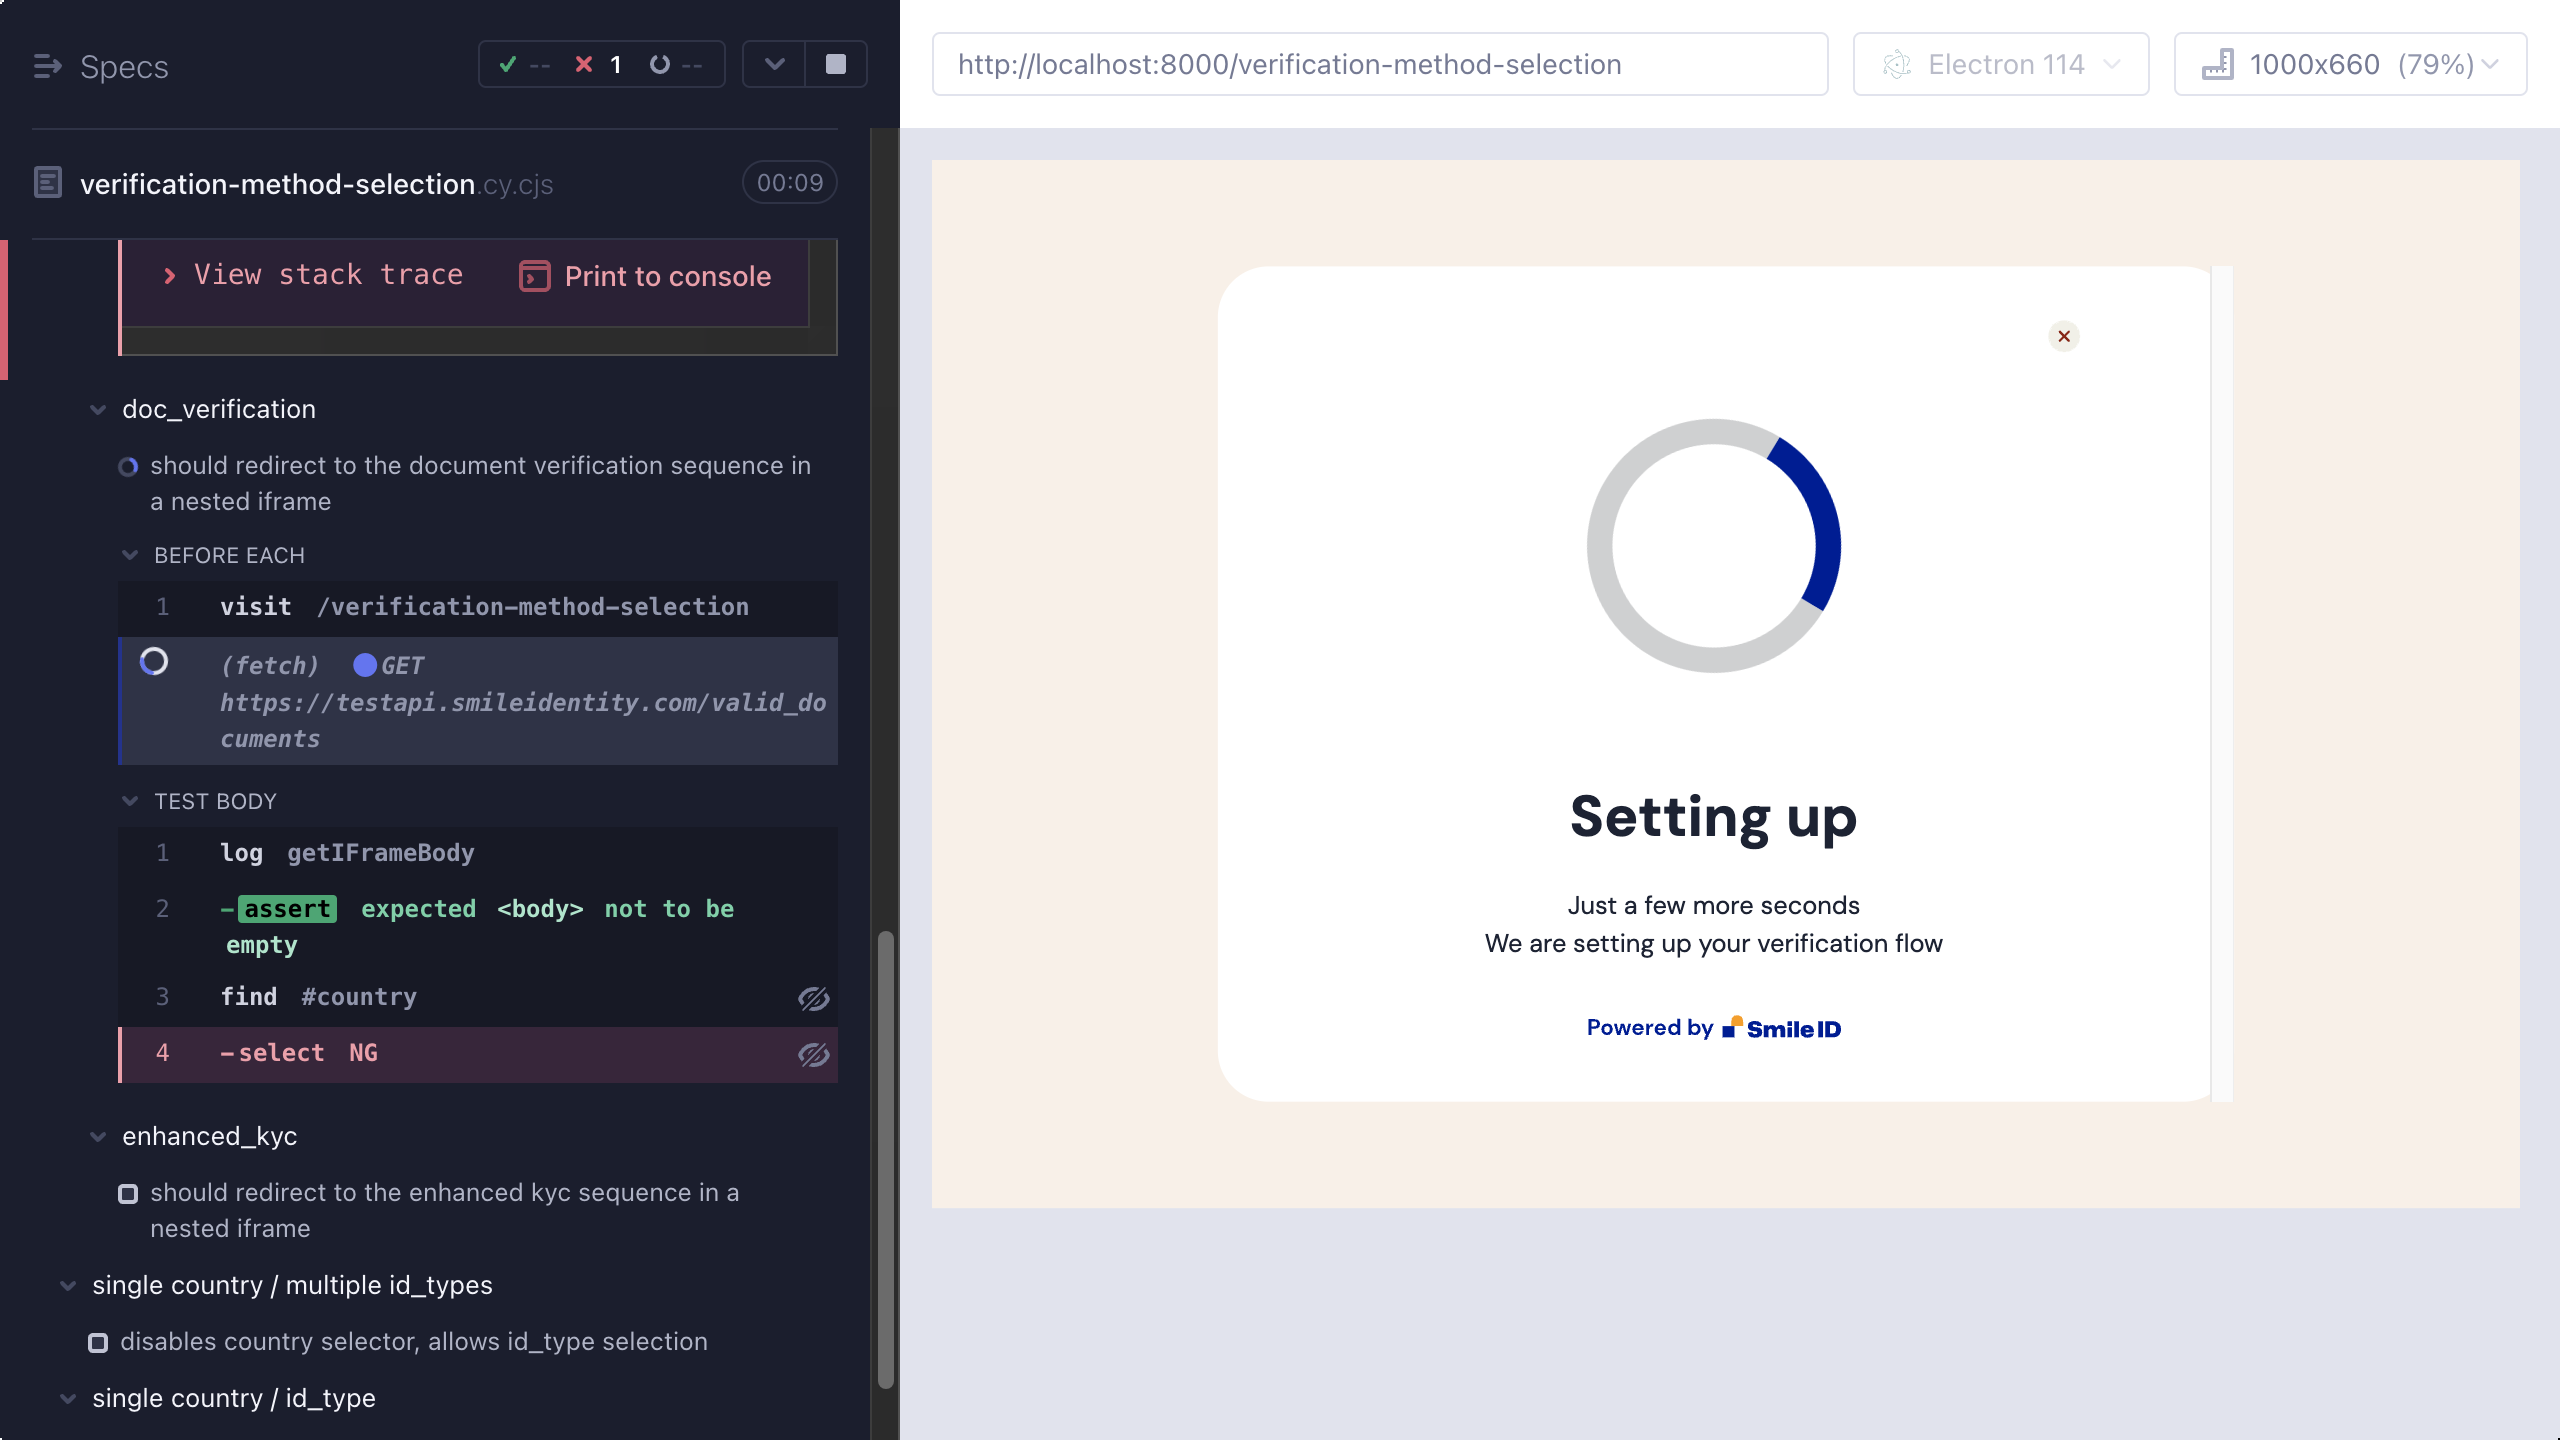 Specs
-- 1 --
verification-method-selection.cy.cjs
00:09
View stack trace
Print to console
doc_verification
should redirect to the document verification sequence in
a nested iframe
BEFORE EACH
1 visit /verification-method-selection
(fetch) GET
https://testapi.smileidentity.com/valid_do
cuments
TEST BODY
1 log getIFrameBody
2 -assert expected <body> not to be
empty
3 find #country
4 -select NG
enhanced_kyc
should redirect to the enhanced kyc sequence in a
nested iframe
single country / multiple id_types
disables country selector, allows id_type selection
single country / id_type
http://localhost:8000/verification-method-selection
Electron 114
1000x660 (79%)
Setting up
Just a few more seconds
We are setting up your verification flow
Powered by Smile ID